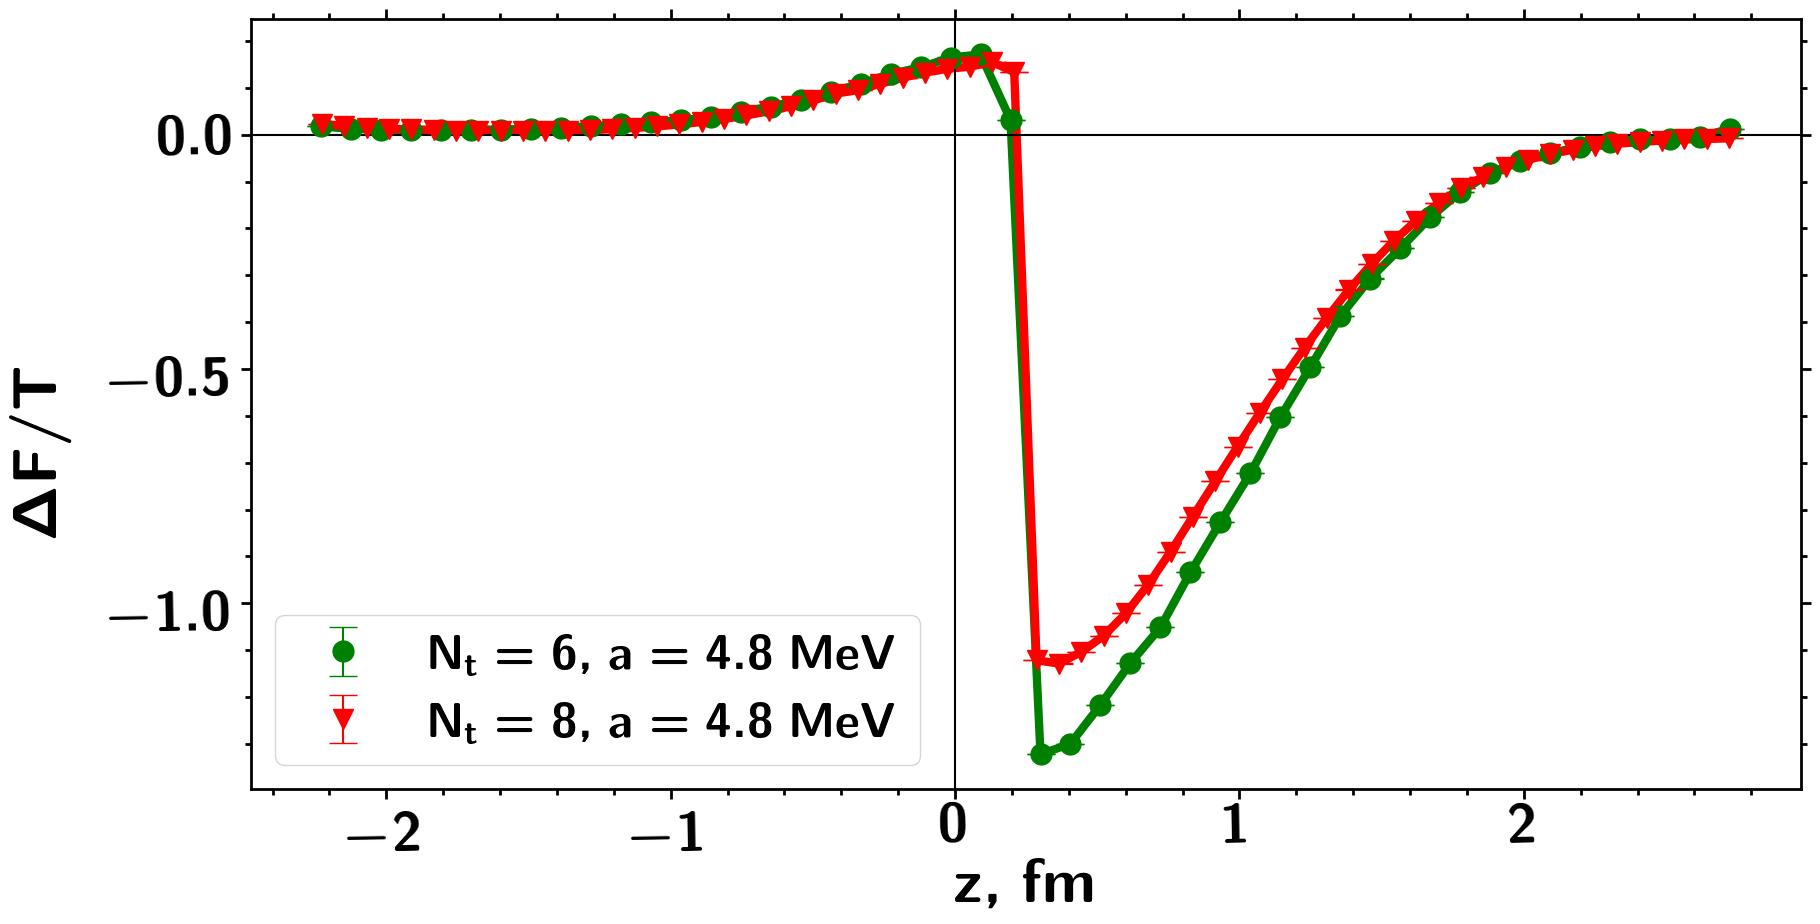 0.0
−0.5
−1.0
ΔF/T
N_t = 6, a = 4.8 MeV
N_t = 8, a = 4.8 MeV
−2 −1 0 1 2
z, fm